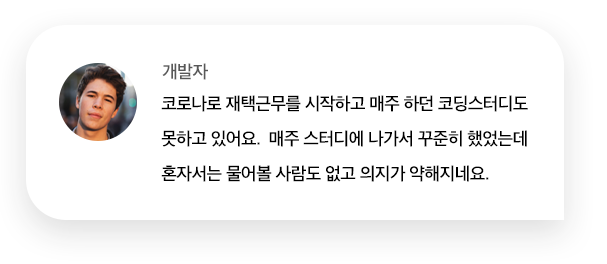 개발자
코로나로 재택근무를 시작하고 매주 하던 코딩스터디도
못하고 있어요.  매주 스터디에 나가서 꾸준히 했었는데
혼자서는 물어볼 사람도 없고 의지가 약해지네요.